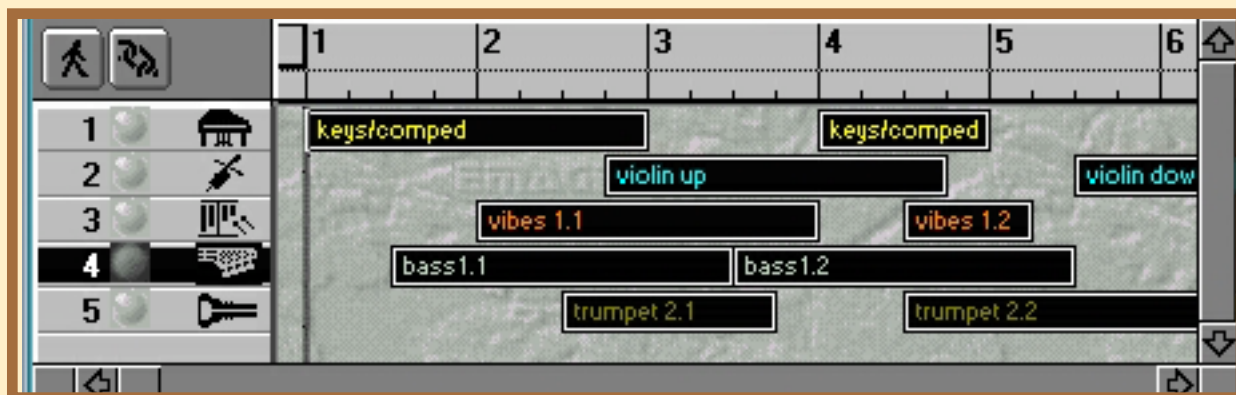 1 2 3 4 5 6
1 keys/comped keys/comped
2 violin up violin dow
3 vibes 1.1 vibes 1.2
4 bass1.1 bass1.2
5 trumpet 2.1 trumpet 2.2